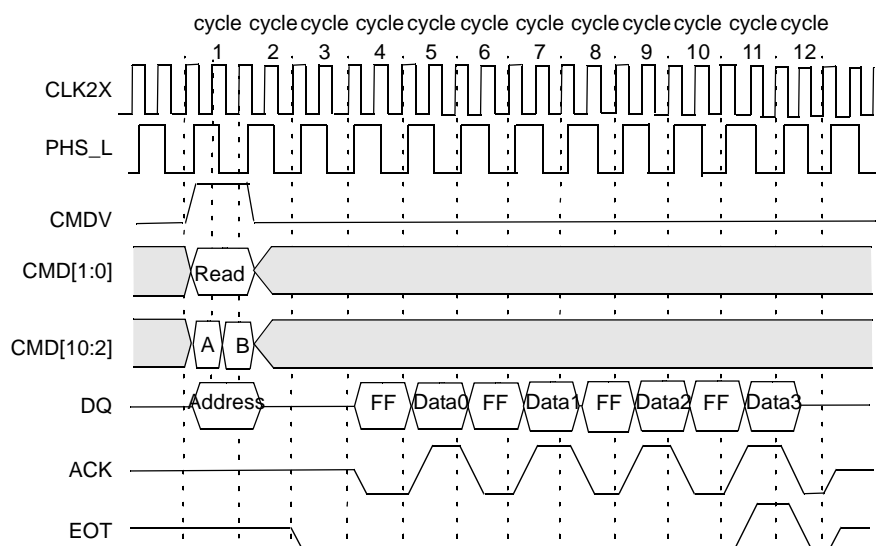 cycle cycle cycle cycle cycle cycle cycle cycle cycle cycle cycle cycle
1 2 3 4 5 6 7 8 9 10 11 12
CLK2X
PHS_L
CMDV
CMD[1:0] Read
CMD[10:2] A B
DQ Address FF Data0 FF Data1 FF Data2 FF Data3
ACK
EOT